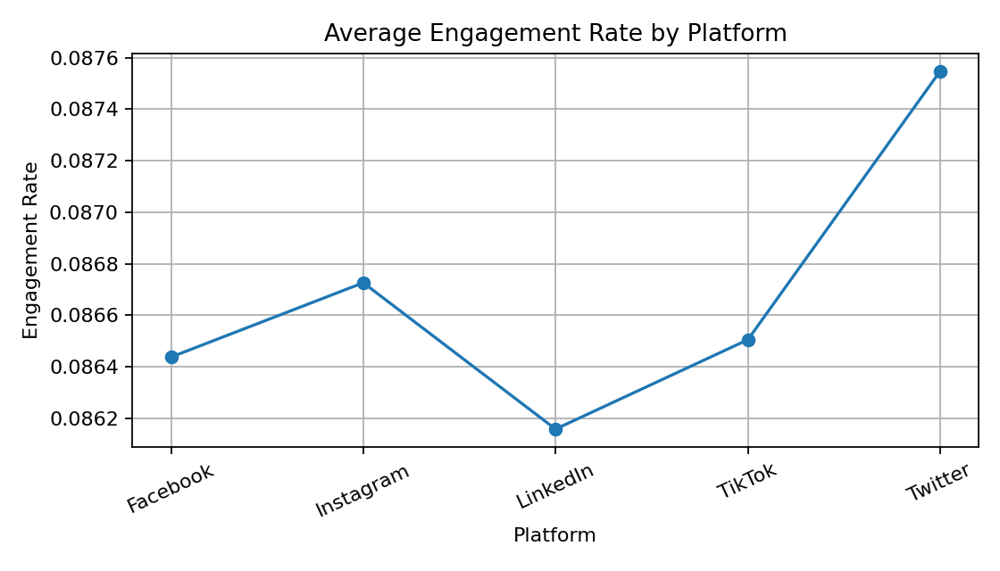 Average Engagement Rate by Platform
Engagement Rate
0.0876
0.0874
0.0872
0.0870
0.0868
0.0866
0.0864
0.0862
Facebook
Instagram
LinkedIn
TikTok
Twitter
Platform